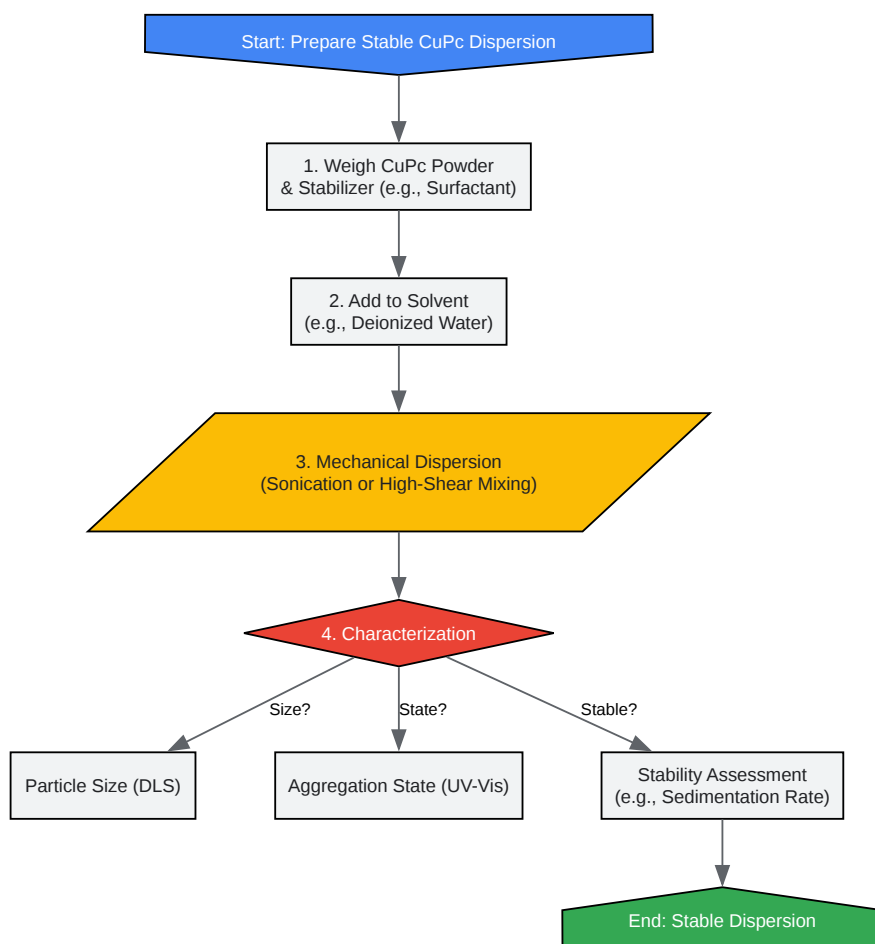 Start: Prepare Stable CuPc Dispersion
1. Weigh CuPc Powder
& Stabilizer (e.g., Surfactant)
2. Add to Solvent
(e.g., Deionized Water)
3. Mechanical Dispersion
(Sonication or High-Shear Mixing)
4. Characterization
Size?
State?
Stable?
Particle Size (DLS)
Aggregation State (UV-Vis)
Stability Assessment
(e.g., Sedimentation Rate)
End: Stable Dispersion